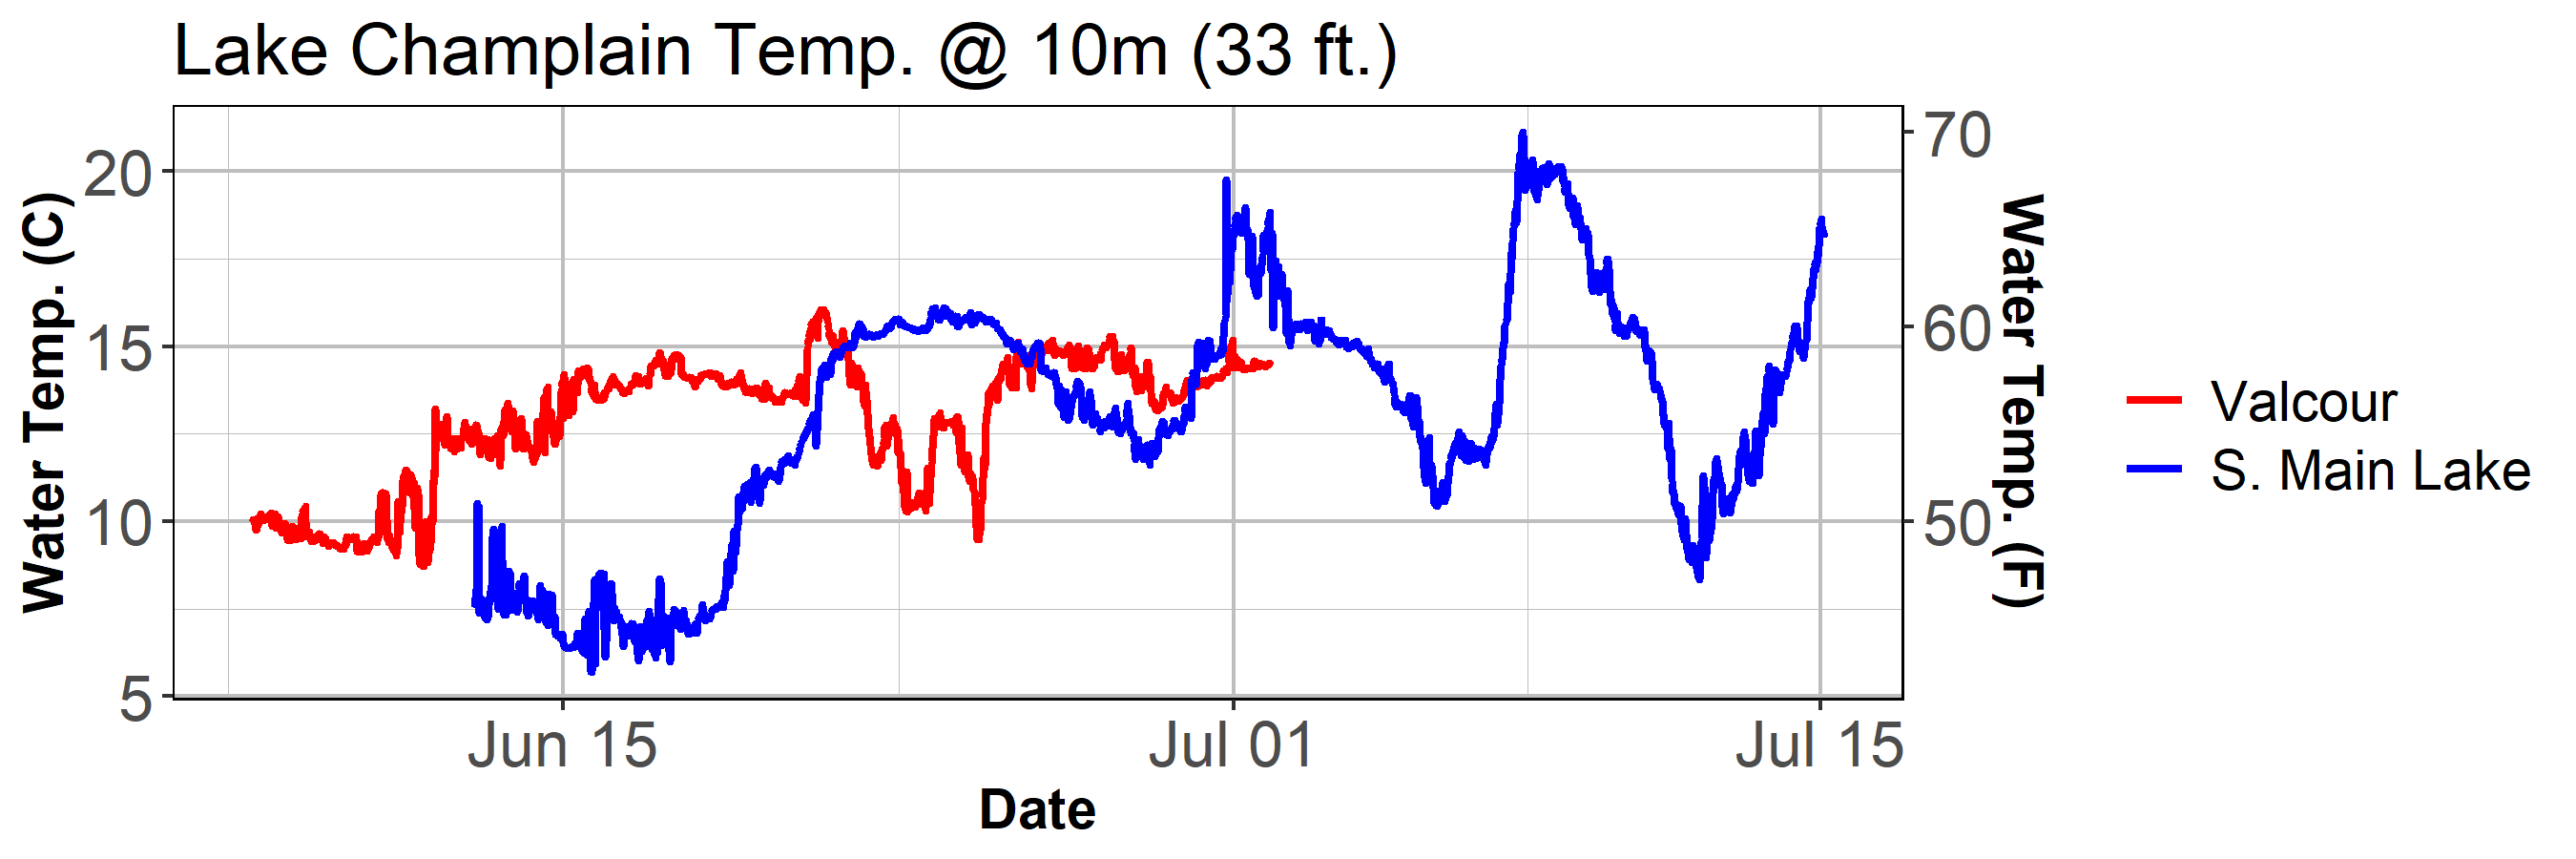 Lake Champlain Temp. @ 10m (33 ft.)
Water Temp. (C)
20
15
10
5
70
60
50
Water Temp. (F)
Jun 15
Jul 01
Jul 15
Date
Valcour
S. Main Lake